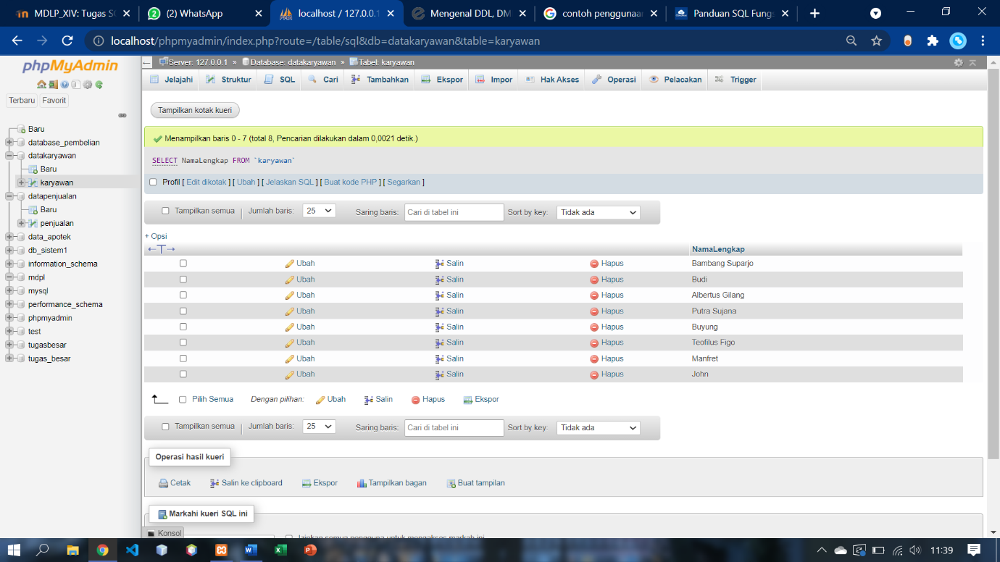 MDLP_XIV: Tugas S
(2) WhatsApp
localhost / 127.0.0.1
Mengenal DDL, DM
contoh penggunaan
Panduan SQL Fungs
localhost/phpmyadmin/index.php?route=/table/sql&db=datakaryawan&table=karyawan
phpMyAdmin
Terbaru Favorit
Baru
database_pembelian
datakaryawan
Baru
karyawan
datapenjualan
Baru
penjualan
data_apotek
db_sistem1
information_schema
mdpl
mysql
performance_schema
phpmyadmin
test
tugasbesar
tugas_besar
Server: 127.0.0.1 » Database: datakaryawan » Tabel: karyawan
Jelajahi Struktur SQL Cari Tambahkan Ekspor Impor Hak Akses Operasi Pelacakan Trigger
Tampilkan kotak kueri
Menampilkan baris 0 - 7 (total 8, Pencarian dilakukan dalam 0,0021 detik.)
SELECT NamaLengkap FROM `karyawan`
Profil [ Edit dikotak ] [ Ubah ] [ Jelaskan SQL ] [ Buat kode PHP ] [ Segarkan ]
Tampilkan semua | Jumlah baris: 25 Saring baris: Cari di tabel ini Sort by key: Tidak ada
+ Opsi
←T→ NamaLengkap
Ubah Salin Hapus Bambang Suparjo
Ubah Salin Hapus Budi
Ubah Salin Hapus Albertus Gilang
Ubah Salin Hapus Putra Sujana
Ubah Salin Hapus Buyung
Ubah Salin Hapus Teofilus Figo
Ubah Salin Hapus Manfret
Ubah Salin Hapus John
Pilih Semua Dengan pilihan: Ubah Salin Hapus Ekspor
Tampilkan semua | Jumlah baris: 25 Saring baris: Cari di tabel ini Sort by key: Tidak ada
Operasi hasil kueri
Cetak Salin ke clipboard Ekspor Tampilkan bagan Buat tampilan
Markahi kueri SQL ini
Konsol
Izinkan semua pengguna untuk mengakses markah ini
11:39